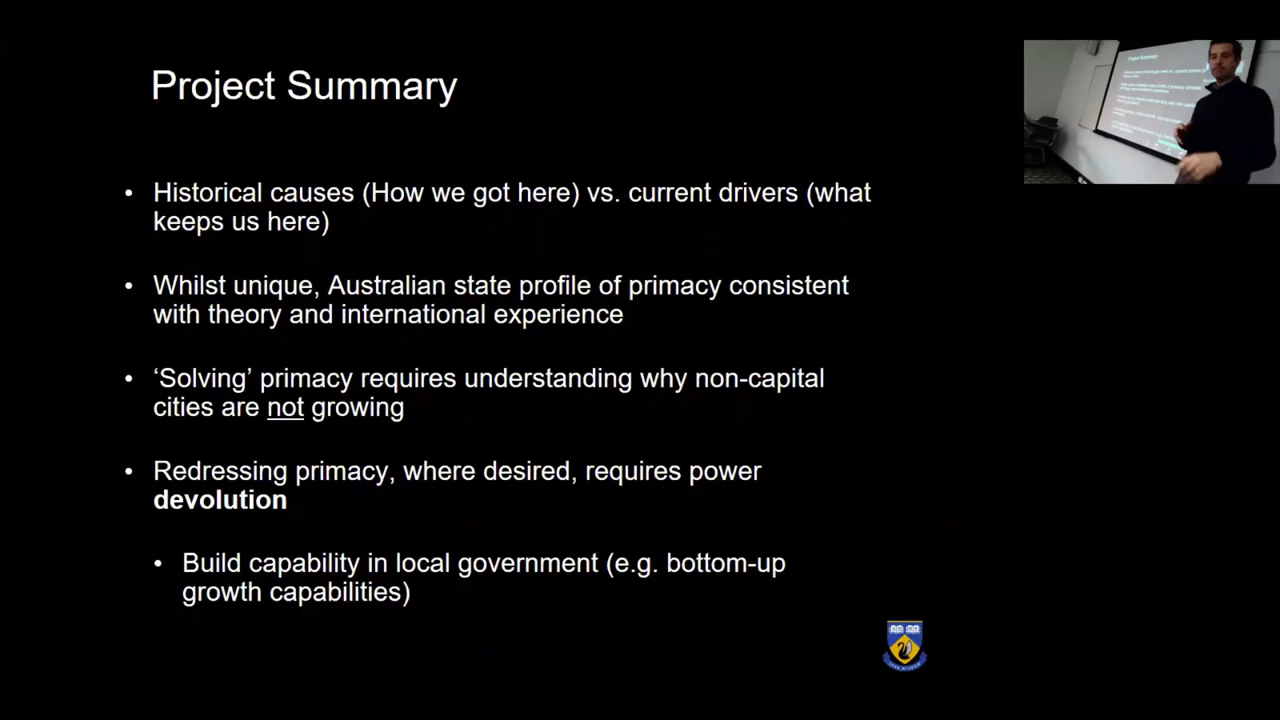 Project Summary
• Historical causes (How we got here) vs. current drivers (what
keeps us here)
• Whilst unique, Australian state profile of primacy consistent
with theory and international experience
• ‘Solving’ primacy requires understanding why non-capital
cities are not growing
• Redressing primacy, where desired, requires power
devolution
• Build capability in local government (e.g. bottom-up
growth capabilities)
Project Summary